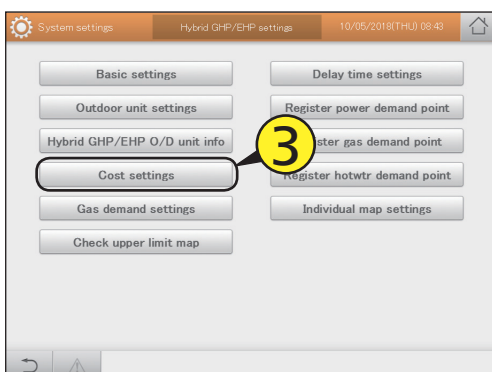 System settings
Hybrid GHP/EHP settings
10/05/2018(THU) 08:43
Basic settings
Delay time settings
Outdoor unit settings
Register power demand point
Hybrid GHP/EHP O/D unit info
ster gas demand point
3
Cost settings
Register hotwtr demand point
Gas demand settings
Individual map settings
Check upper limit map